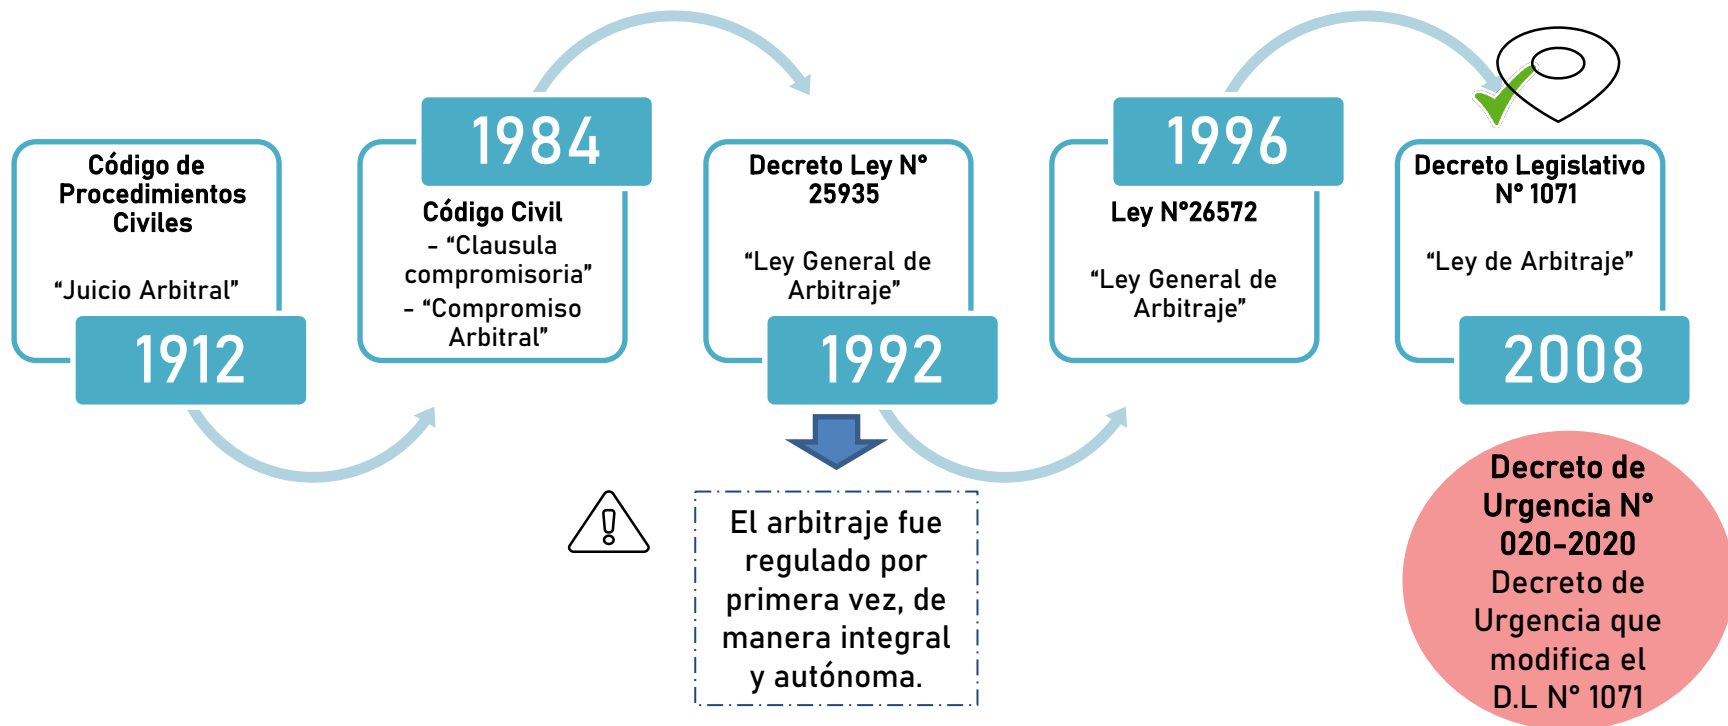 Código de
Procedimientos
Civiles
“Juicio Arbitral”
1912
1984
Código Civil
- “Clausula
compromisoria”
- “Compromiso
Arbitral”
Decreto Ley N°
25935
“Ley General de
Arbitraje”
1992
El arbitraje fue
regulado por
primera vez, de
manera integral
y autónoma.
1996
Ley N°26572
“Ley General de
Arbitraje”
Decreto Legislativo
N° 1071
“Ley de Arbitraje”
2008
Decreto de
Urgencia N°
020-2020
Decreto de
Urgencia que
modifica el
D.L N° 1071